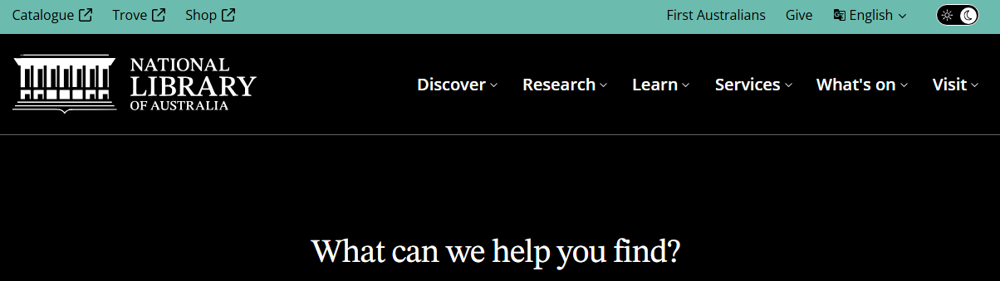 Catalogue Trove Shop First Australians Give English
NATIONAL
LIBRARY
OF AUSTRALIA
Discover Research Learn Services What's on Visit
What can we help you find?